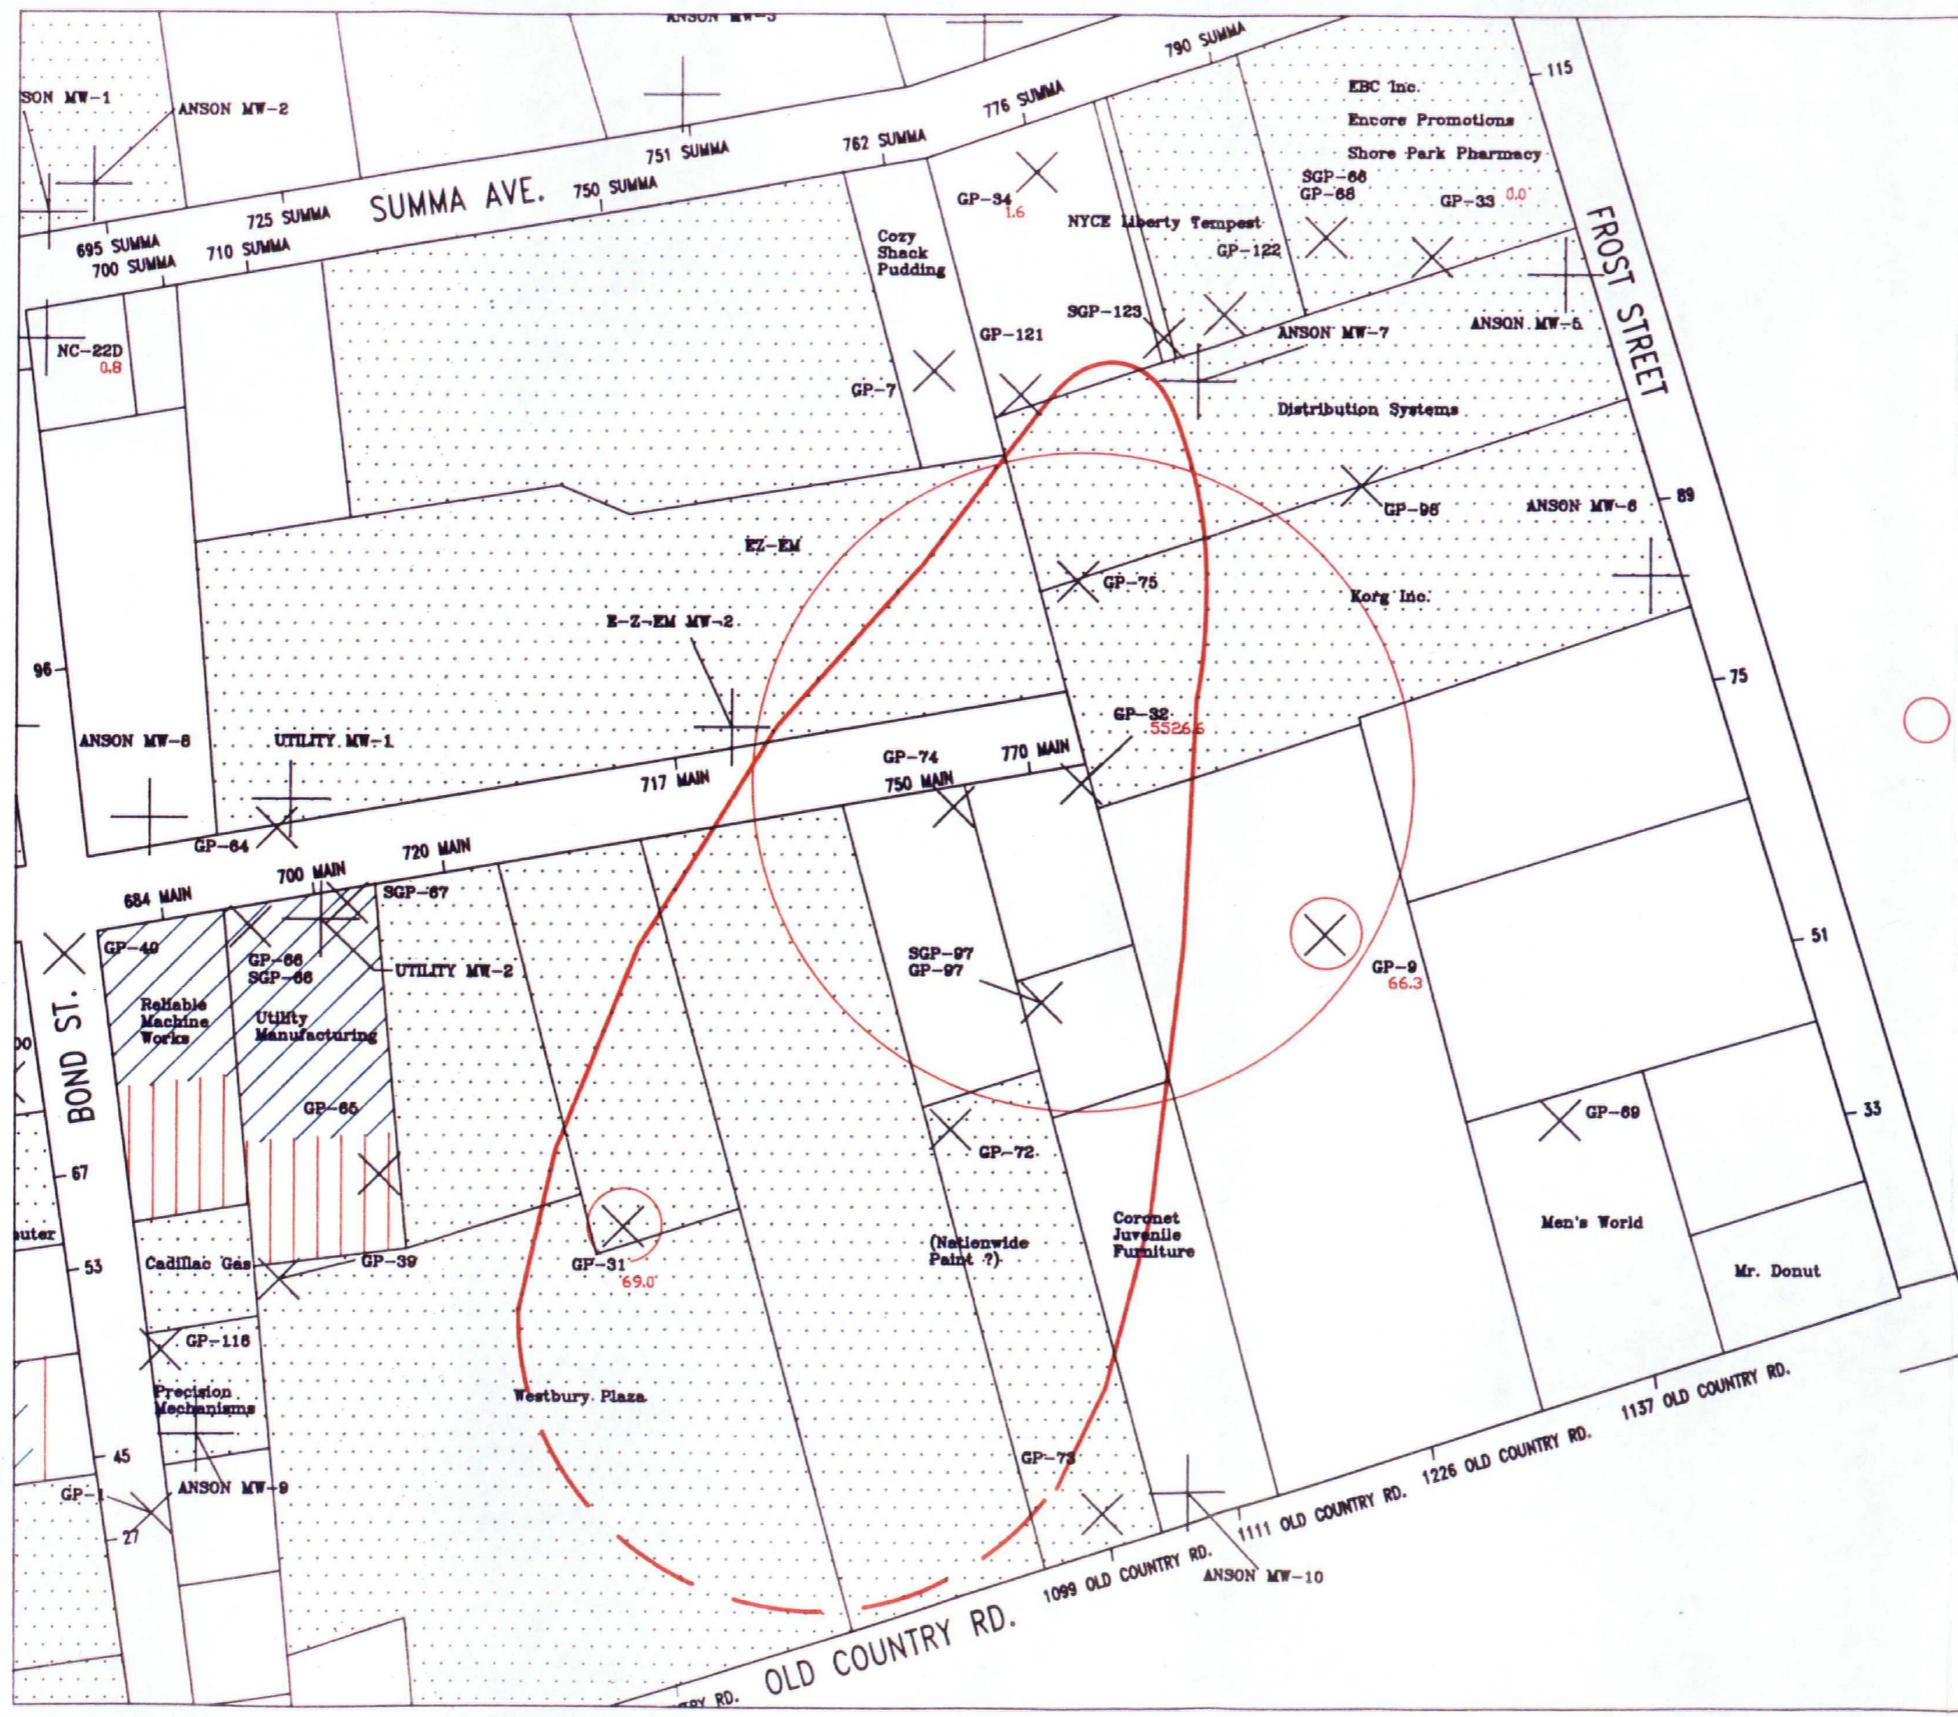 ANSON MW-3
790 SUMMA
115
SON MW-1
ANSON MW-2
EBC Inc.
Encore Promotions
Shore Park Pharmacy
776 SUMMA
762 SUMMA
751 SUMMA
750 SUMMA
SUMMA AVE.
725 SUMMA
695 SUMMA
700 SUMMA
710 SUMMA
SGP-68
GP-68
GP-33
0.0
GP-34
1.6
NYCE Liberty Tempest
GP-122
Cozy
Shack
Pudding
FROST STREET
SGP-123
GP-121
ANSON MW-7
ANSON MW-5
NC-22D
0.8
GP-7
Distribution Systems
89
GP-98
ANSON MW-6
EZ-EM
GP-75
Korg Inc.
E-Z-EM MW-2
96
75
GP-32
5526.6
ANSON MW-8
UTILITY MW-1
GP-74
770 MAIN
717 MAIN
750 MAIN
GP-64
720 MAIN
700 MAIN
684 MAIN
SGP-67
51
GP-40
GP-66
SGP-66
UTILITY MW-2
SGP-97
GP-97
GP-9
66.3
BOND ST.
Reliable
Machine
Works
Utility
Manufacturing
GP-65
GP-69
33
67
GP-72
Coronet
Juvenile
Furniture
Men's World
(Nationwide
Paint ?)
uter
53
Cadillac Gas
GP-39
GP-31
69.0
Mr. Donut
GP-116
Precision
Mechanisms
Westbury Plaza
1137 OLD COUNTRY RD.
45
GP-73
1226 OLD COUNTRY RD.
GP-1
ANSON MW-9
27
1111 OLD COUNTRY RD.
1099 OLD COUNTRY RD.
ANSON MW-10
OLD COUNTRY RD.
RD.